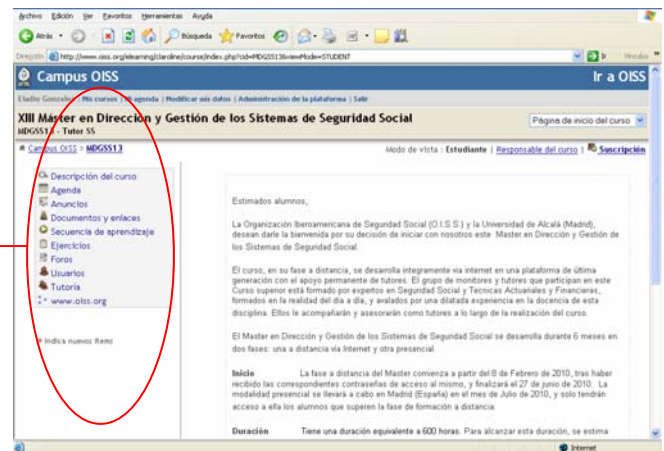 Archivo Edición Ver Favoritos Herramientas Ayuda
Atrás Búsqueda Favoritos
Dirección http://www.oiss.org/elearning/claroline/course/index.php?cid=MDGSS13&viewMode=STUDENT Ir Vínculos
Campus OISS Ir a OISS
Eladio González | Mis cursos | Mi agenda | Modificar mis datos | Administración de la plataforma | Salir
XIII Máster en Dirección y Gestión de los Sistemas de Seguridad Social
MDGSS13 - Tutor SS
Página de inicio del curso
Campus OISS > MDGSS13 Modo de vista : Estudiante | Responsable del curso | Suscripción
Descripción del curso
Agenda
Anuncios
Documentos y enlaces
Secuencia de aprendizaje
Ejercicios
Foros
Usuarios
Tutoría
www.oiss.org
Indica nuevos ítems
Estimados alumnos,
La Organización Iberoamericana de Seguridad Social (O.I.S.S.) y la Universidad de Alcalá (Madrid),
desean darle la bienvenida por su decisión de iniciar con nosotros este Master en Dirección y Gestión de
los Sistemas de Seguridad Social.
El curso, en su fase a distancia, se desarrolla integramente via internet en una plataforma de última
generación con el apoyo permanente de tutores. El grupo de monitores y tutores que participan en este
Curso superior está formado por expertos en Seguridad Social y Tecnicas Actuariales y Financieras,
formados en la realidad del dia a dia, y avalados por una dilatada experiencia en la docencia de esta
disciplina. Ellos le acompañarán y asesorarán como tutores a lo largo de la realización del curso.
El Master en Dirección y Gestión de los Sistemas de Seguridad Social se desarrolla durante 6 meses en
dos fases: una a distancia vía Internet y otra presencial.
Inicio La fase a distancia del Master comienza a partir del 8 de Febrero de 2010, tras haber
recibido las correspondientes contraseñas de acceso al mismo, y finalizará el 27 de junio de 2010. La
modalidad presencial se llevará a cabo en Madrid (España) en el mes de Julio de 2010, y solo tendrán
acceso a ella los alumnos que superen la fase de formación a distancia.
Duración Tiene una duración equivalente a 600 horas. Para alcanzar esta duración, se estima
Internet